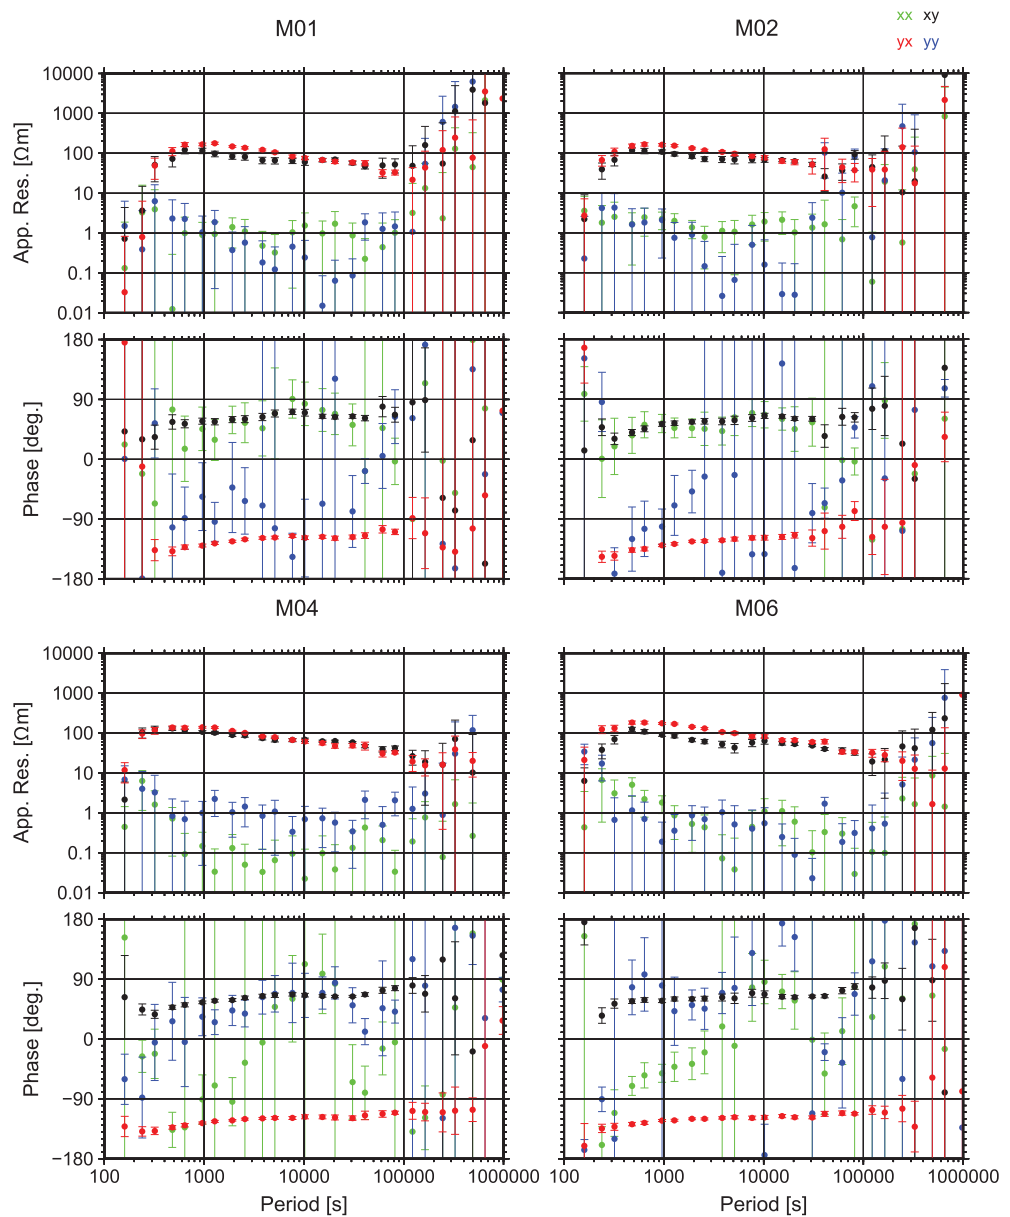 xx xy
M01 M02
yx yy
10000
1000
100
10
1
0.1
0.01
App. Res. [Ωm]
180
90
0
−90
−180
Phase [deg.]
M04 M06
10000
1000
100
10
1
0.1
0.01
App. Res. [Ωm]
180
90
0
−90
−180
Phase [deg.]
100 1000 10000 100000 1000000 100 1000 10000 100000 1000000
Period [s] Period [s]